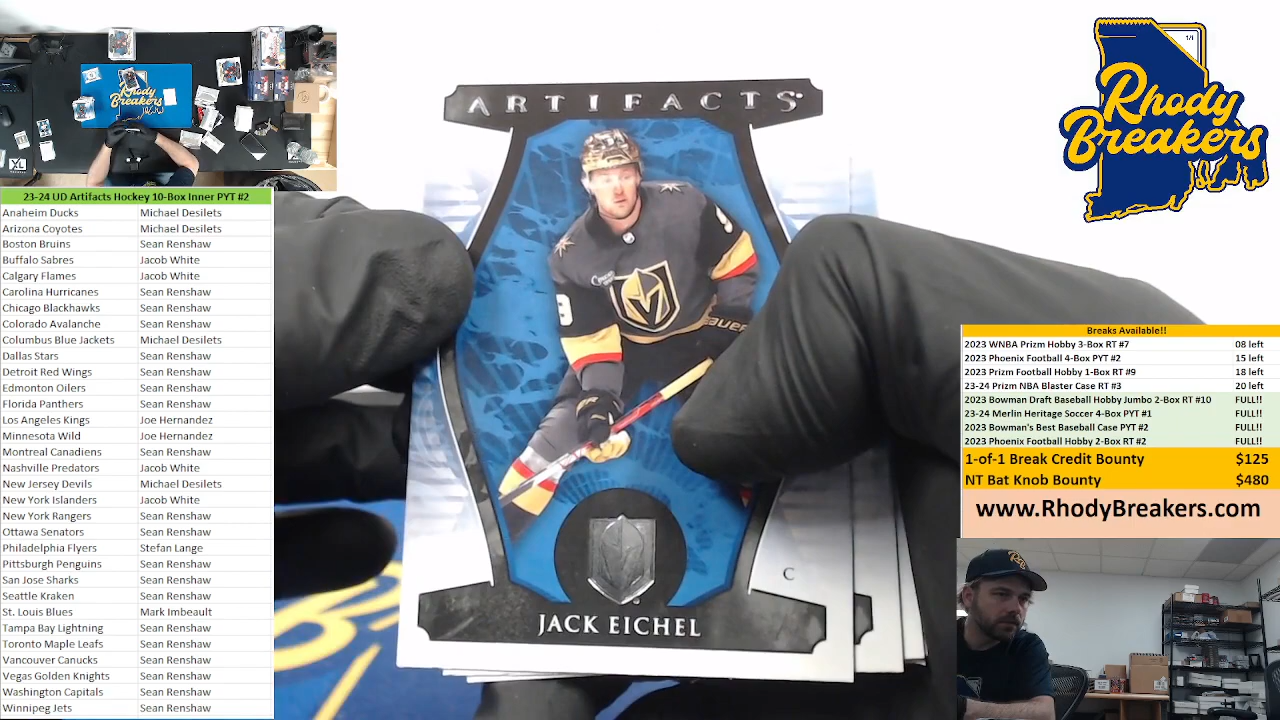 23-24 UD Artifacts Hockey 10-Box Inner PYT #2
Anaheim Ducks Michael Desilets
Arizona Coyotes Michael Desilets
Boston Bruins Sean Renshaw
Buffalo Sabres Jacob White
Calgary Flames Jacob White
Carolina Hurricanes Sean Renshaw
Chicago Blackhawks Sean Renshaw
Colorado Avalanche Sean Renshaw
Columbus Blue Jackets Michael Desilets
Dallas Stars Sean Renshaw
Detroit Red Wings Sean Renshaw
Edmonton Oilers Sean Renshaw
Florida Panthers Sean Renshaw
Los Angeles Kings Joe Hernandez
Minnesota Wild Joe Hernandez
Montreal Canadiens Sean Renshaw
Nashville Predators Jacob White
New Jersey Devils Michael Desilets
New York Islanders Jacob White
New York Rangers Sean Renshaw
Ottawa Senators Sean Renshaw
Philadelphia Flyers Stefan Lange
Pittsburgh Penguins Sean Renshaw
San Jose Sharks Sean Renshaw
Seattle Kraken Sean Renshaw
St. Louis Blues Mark Imbeault
Tampa Bay Lightning Sean Renshaw
Toronto Maple Leafs Sean Renshaw
Vancouver Canucks Sean Renshaw
Vegas Golden Knights Sean Renshaw
Washington Capitals Sean Renshaw
Winnipeg Jets Sean Renshaw
Rhody
Breakers
XL
ARTIFACTS
9
BAUER
C
JACK EICHEL
1/1
Rhody
Breakers
Breaks Available!!
2023 WNBA Prizm Hobby 3-Box RT #7 08 left
2023 Phoenix Football 4-Box PYT #2 15 left
2023 Prizm Football Hobby 1-Box RT #9 18 left
23-24 Prizm NBA Blaster Case RT #3 20 left
2023 Bowman Draft Baseball Hobby Jumbo 2-Box RT #10 FULL!!
23-24 Merlin Heritage Soccer 4-Box PYT #1 FULL!!
2023 Bowman's Best Baseball Case PYT #2 FULL!!
2023 Phoenix Football Hobby 2-Box RT #2 FULL!!
1-of-1 Break Credit Bounty $125
NT Bat Knob Bounty $480
www.RhodyBreakers.com